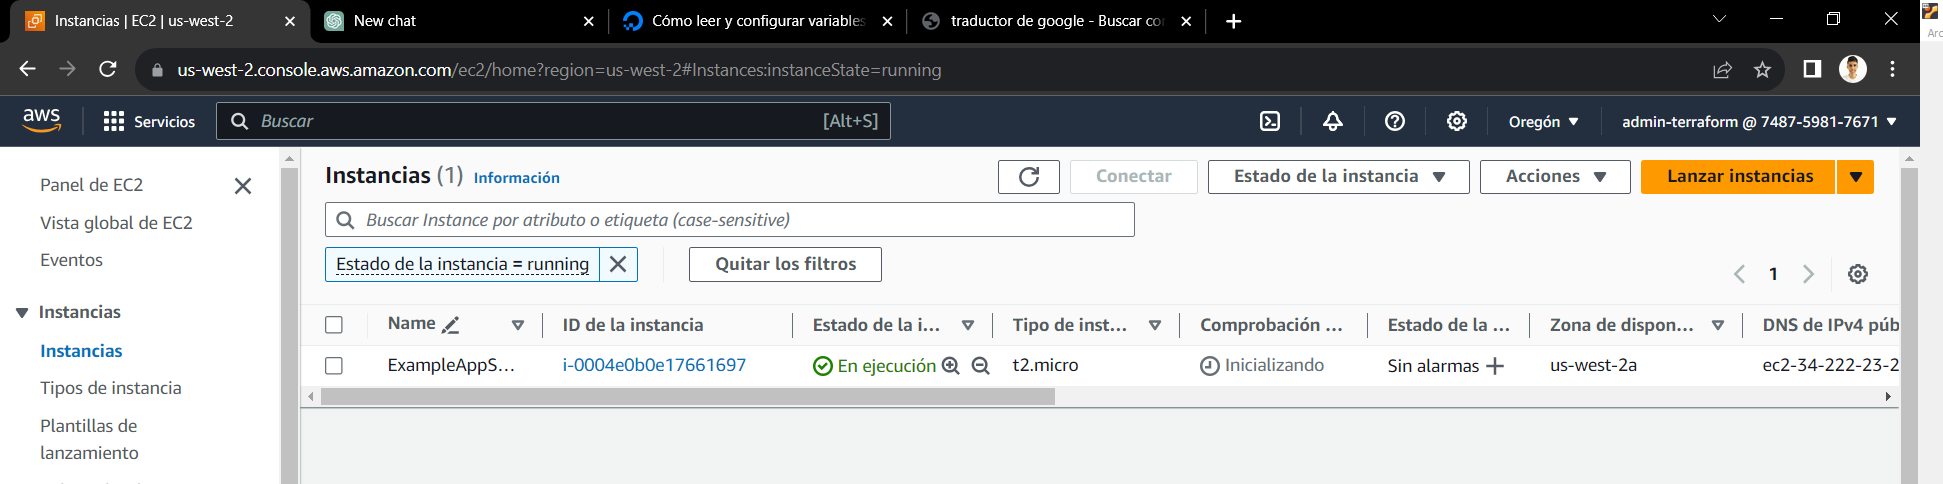 Instancias | EC2 | us-west-2
New chat
Cómo leer y configurar variables
traductor de google - Buscar co
us-west-2.console.aws.amazon.com/ec2/home?region=us-west-2#Instances:instanceState=running
Arc
aws
Servicios
Buscar
[Alt+S]
Oregón
admin-terraform @ 7487-5981-7671
Panel de EC2
Vista global de EC2
Eventos
Instancias
Instancias
Tipos de instancia
Plantillas de
lanzamiento
Instancias (1) Información
Conectar
Estado de la instancia
Acciones
Lanzar instancias
Buscar Instance por atributo o etiqueta (case-sensitive)
Estado de la instancia = running
Quitar los filtros
1
Name
ID de la instancia
Estado de la i...
Tipo de inst...
Comprobación ...
Estado de la ...
Zona de dispon...
DNS de IPv4 púb
ExampleAppS...
i-0004e0b0e17661697
En ejecución
t2.micro
Inicializando
Sin alarmas
us-west-2a
ec2-34-222-23-2